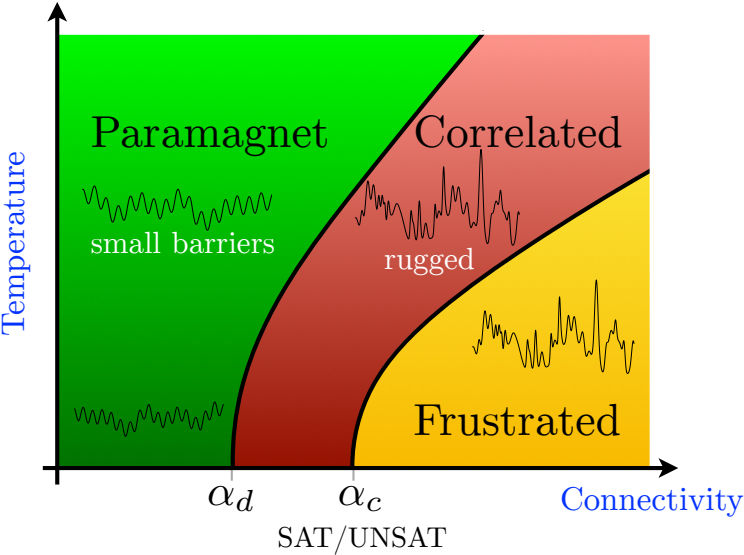 Temperature
Paramagnet
Correlated
small barriers
rugged
Frustrated
α_d
α_c
Connectivity
SAT/UNSAT